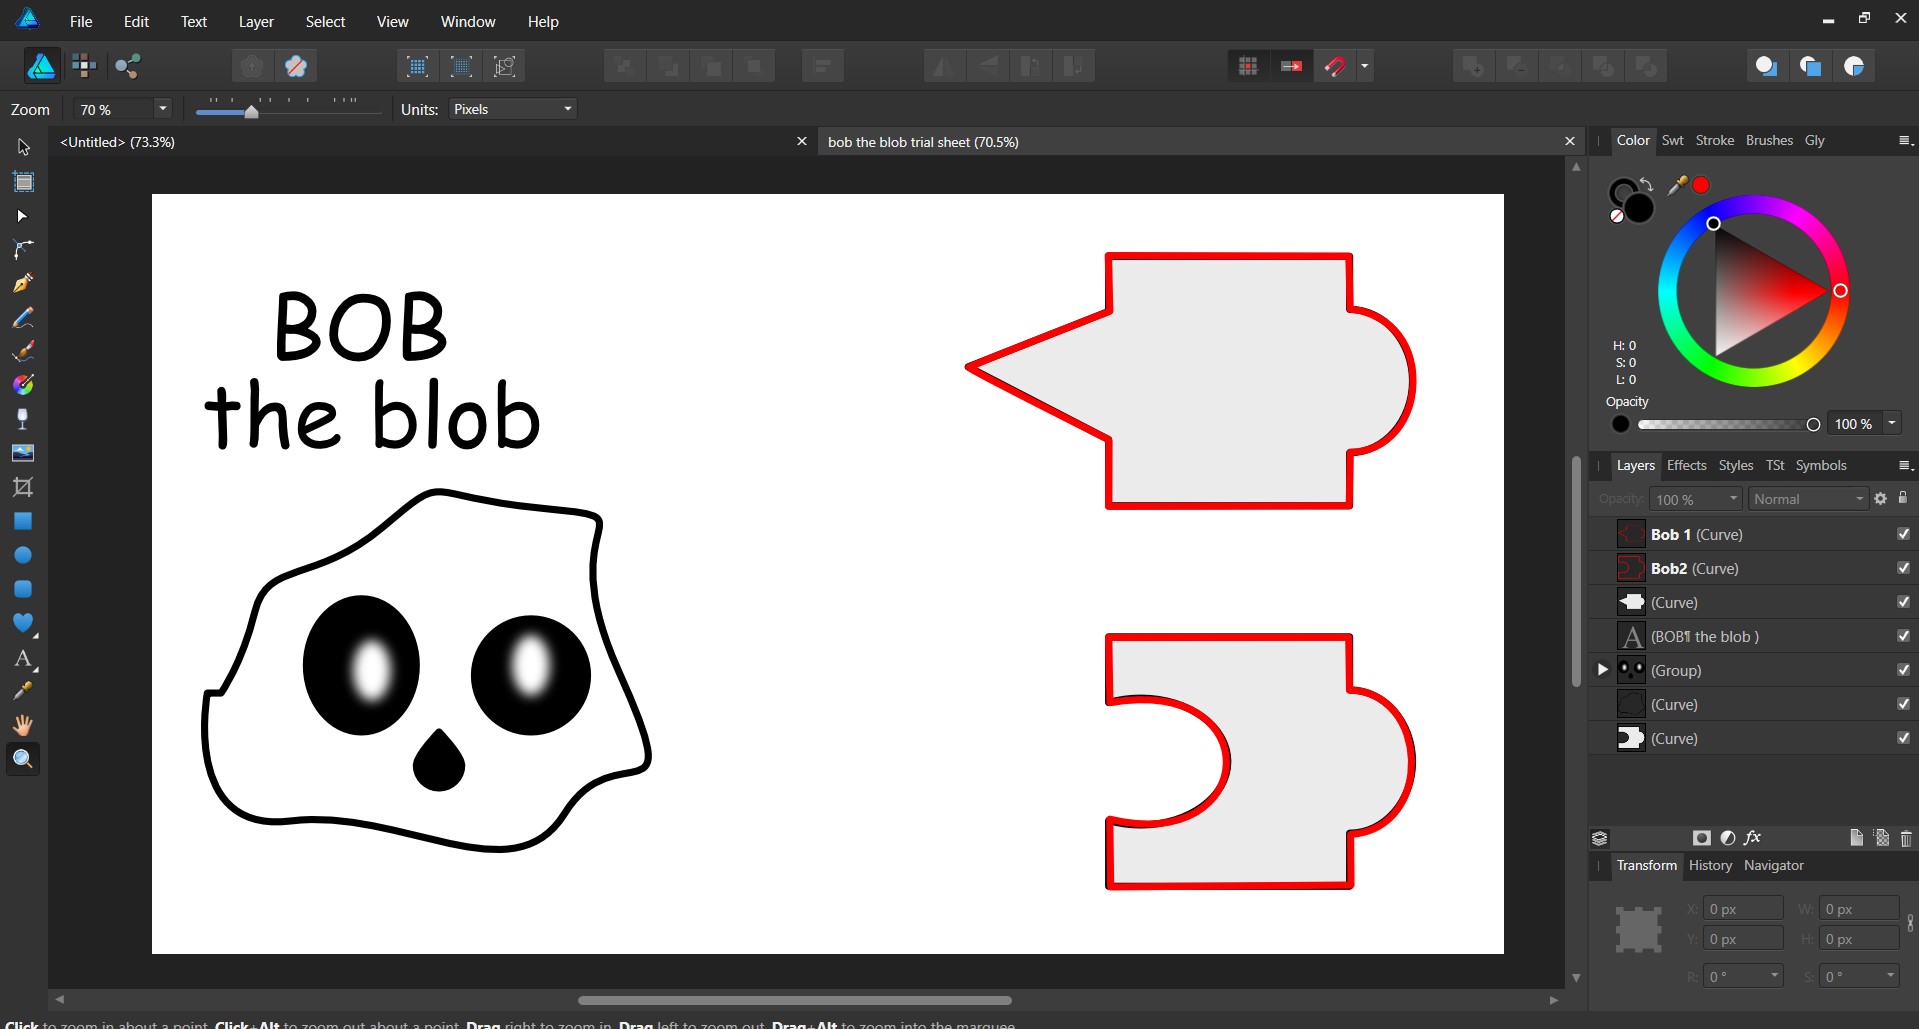 File Edit Text Layer Select View Window Help
Zoom 70 % Units: Pixels
<Untitled> (73.3%) bob the blob trial sheet (70.5%)
BOB
the blob
Color Swt Stroke Brushes Gly
H: 0
S: 0
L: 0
Opacity
100 %
Layers Effects Styles TSt Symbols
Opacity: 100 % Normal
Bob 1 (Curve)
Bob2 (Curve)
(Curve)
A (BOB¶ the blob )
(Group)
(Curve)
(Curve)
fx
Transform History Navigator
X: 0 px W: 0 px
Y: 0 px H: 0 px
R: 0 ° S: 0 °
Click to zoom in about a point. Click+Alt to zoom out about a point. Drag right to zoom in. Drag left to zoom out. Drag+Alt to zoom into the marquee.